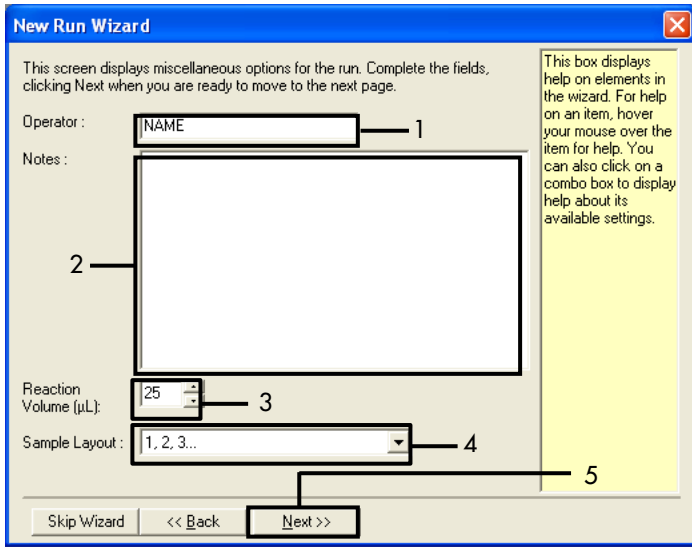 New Run Wizard
This screen displays miscellaneous options for the run. Complete the fields,
clicking Next when you are ready to move to the next page.
Operator :
NAME
1
Notes :
2
Reaction
Volume (µL):
25
3
Sample Layout :
1, 2, 3...
4
5
Skip Wizard
<< Back
Next >>
This box displays
help on elements in
the wizard. For help
on an item, hover
your mouse over the
item for help. You
can also click on a
combo box to display
help about its
available settings.